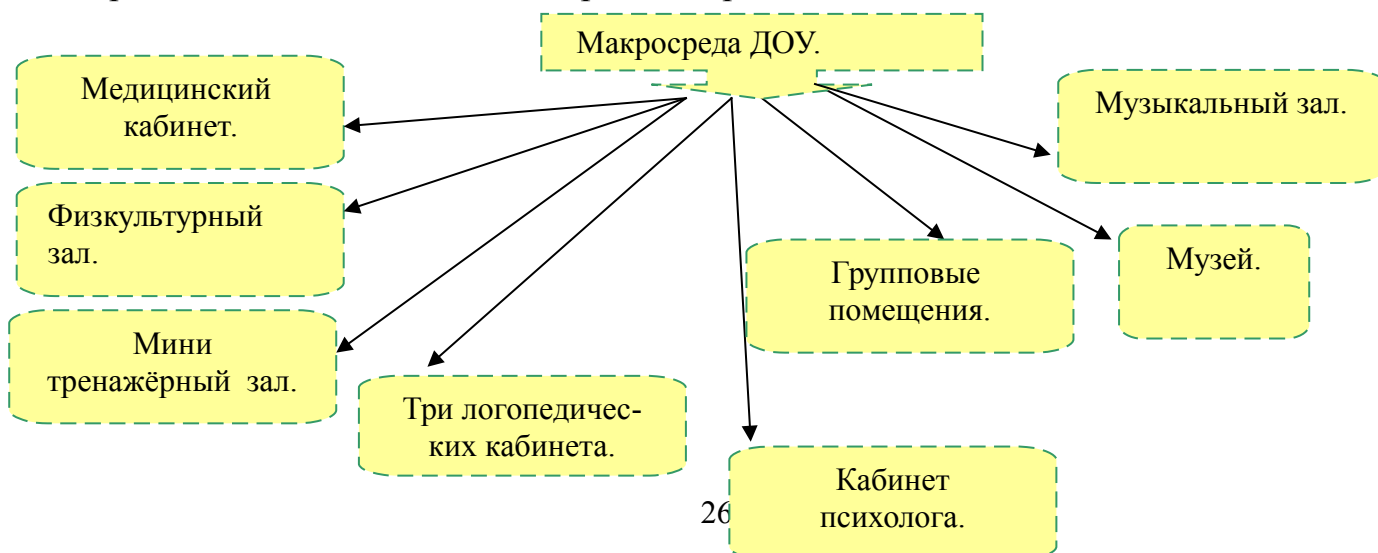 Макросреда ДОУ.
Медицинский
кабинет.
Музыкальный зал.
Физкультурный
зал.
Групповые
помещения.
Музей.
Мини
тренажёрный зал.
Три логопедичес-
ких кабинета.
Кабинет
психолога.
26